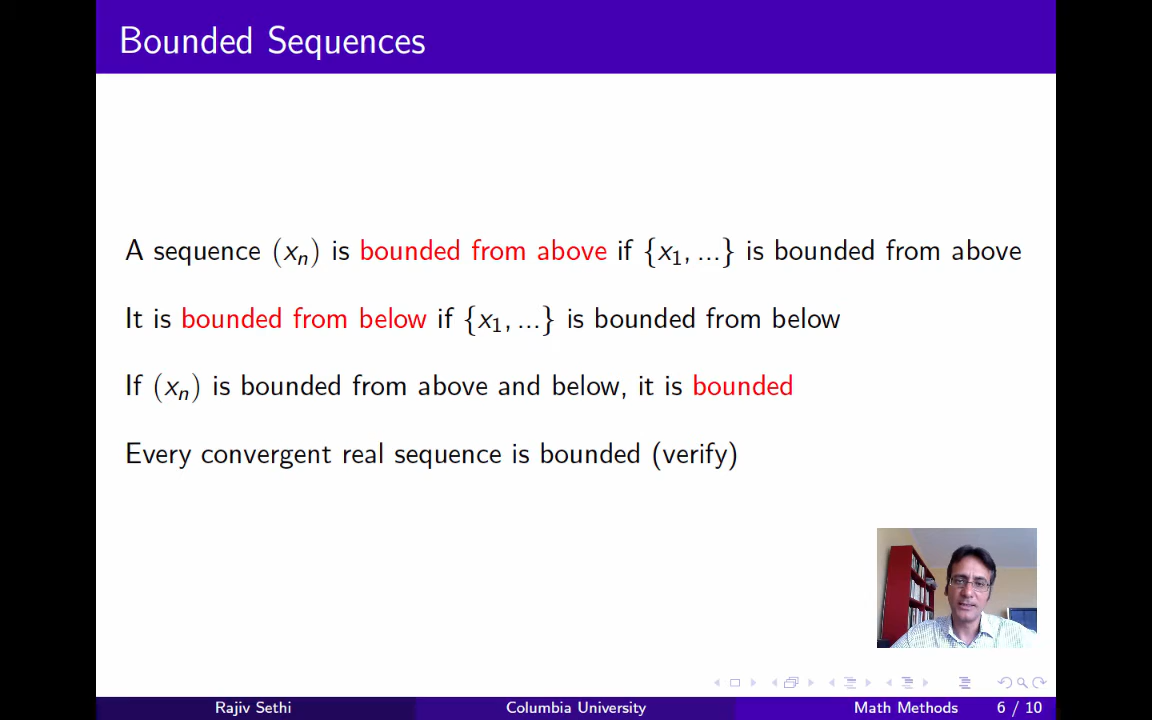 Bounded Sequences
A sequence (xₙ) is bounded from above if {x₁, ...} is bounded from above
It is bounded from below if {x₁, ...} is bounded from below
If (xₙ) is bounded from above and below, it is bounded
Every convergent real sequence is bounded (verify)
Rajiv Sethi Columbia University Math Methods 6 / 10